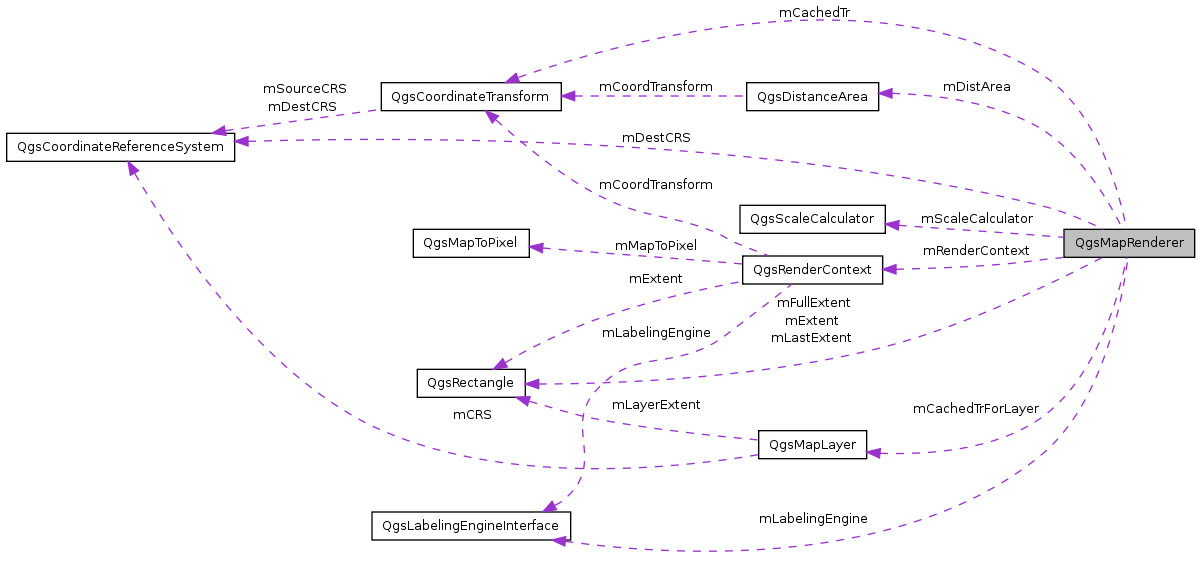 mCachedTr
mSourceCRS
mDestCRS
QgsCoordinateTransform
mCoordTransform
QgsDistanceArea
mDistArea
QgsCoordinateReferenceSystem
mDestCRS
mCoordTransform
QgsScaleCalculator
mScaleCalculator
QgsMapRenderer
QgsMapToPixel
mMapToPixel
QgsRenderContext
mRenderContext
mExtent
mFullExtent
mExtent
mLastExtent
mLabelingEngine
QgsRectangle
mCRS
mLayerExtent
mCachedTrForLayer
QgsMapLayer
QgsLabelingEngineInterface
mLabelingEngine